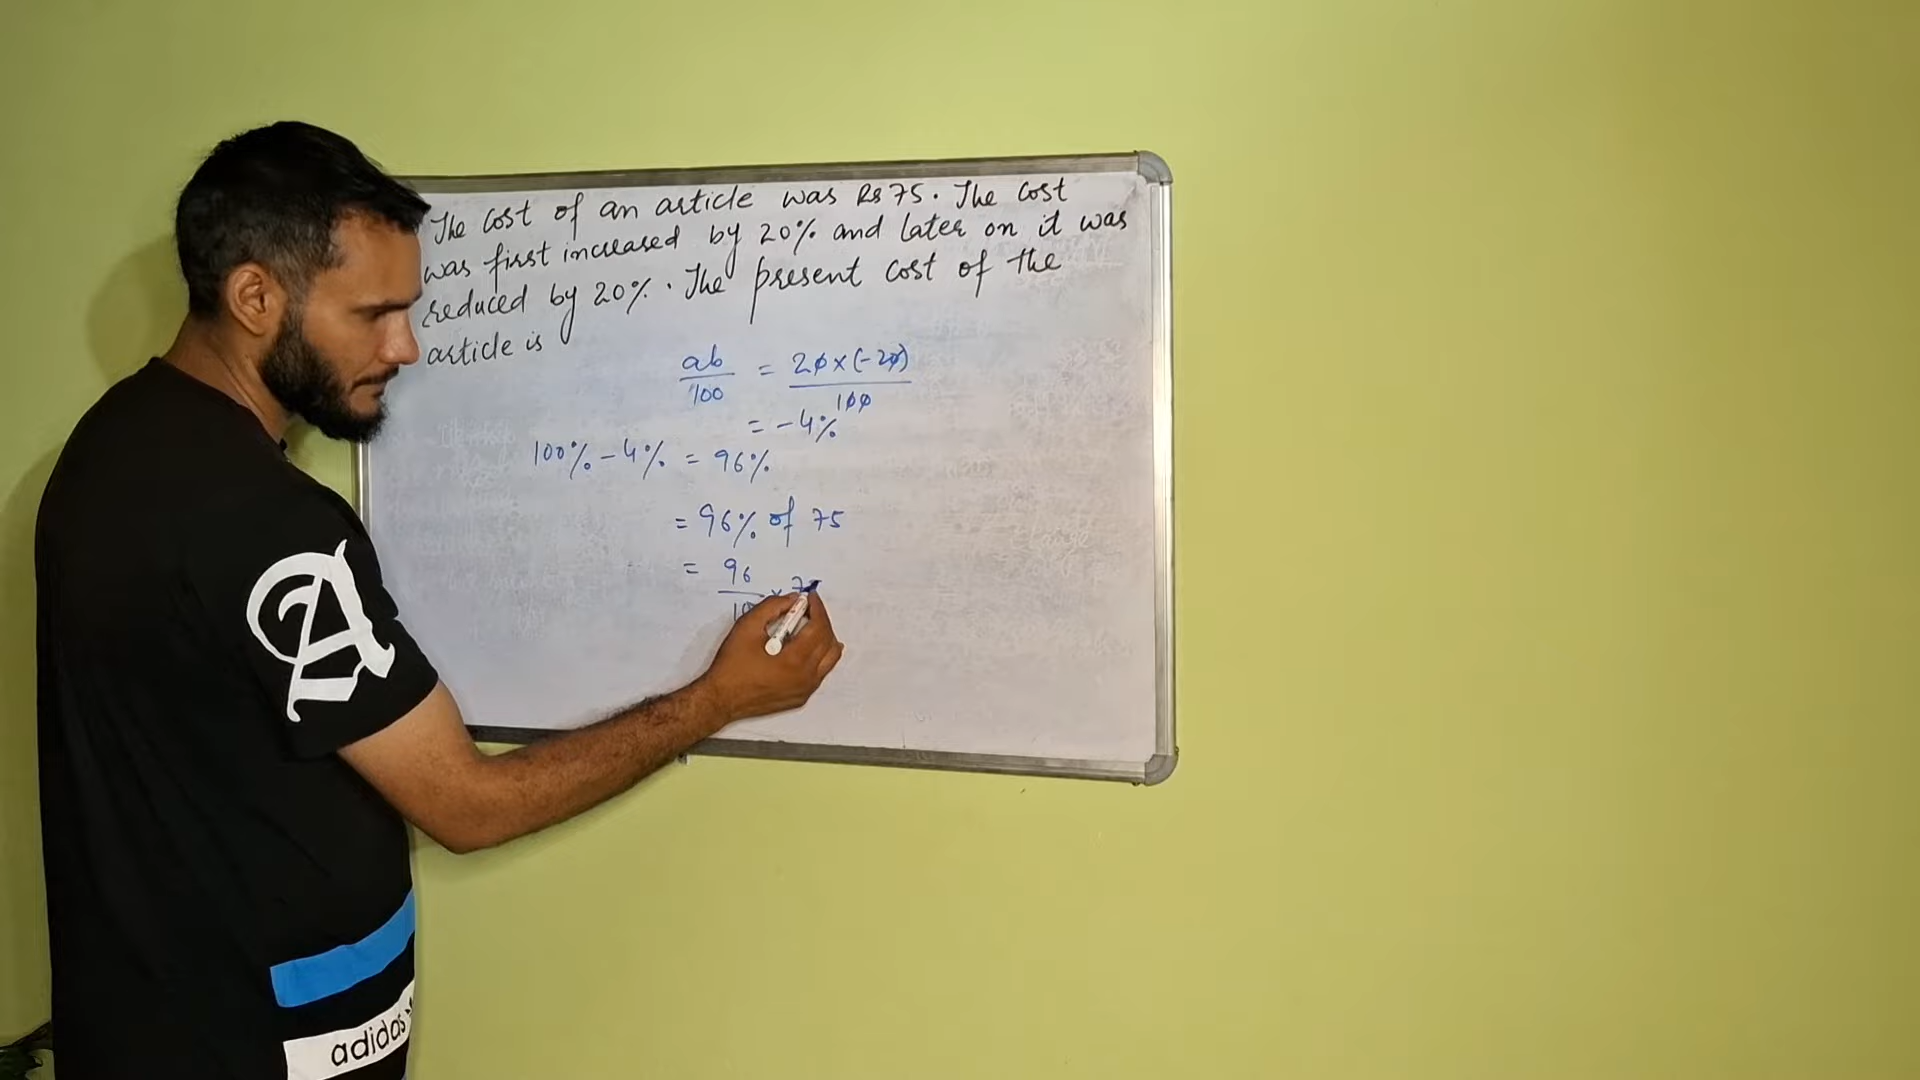 The cost of an article was Rs 75. The cost
was first increased by 20% and later on it was
reduced by 20%. The present cost of the
article is
ab/100 = 20×(-20)/100
= -4%
100% - 4% = 96%
= 96% of 75
= 96/10 × 7
A
adidas